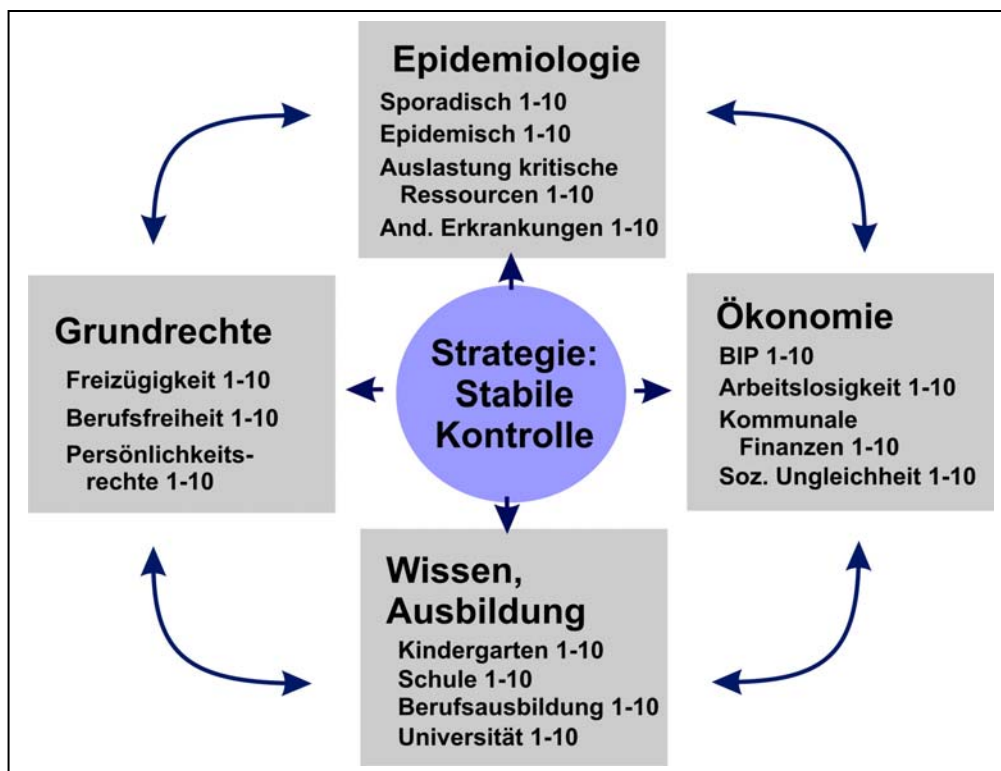 Epidemiologie
Sporadisch 1-10
Epidemisch 1-10
Auslastung kritische
Ressourcen 1-10
And. Erkrankungen 1-10
Grundrechte
Freizügigkeit 1-10
Berufsfreiheit 1-10
Persönlichkeits-
rechte 1-10
Strategie:
Stabile
Kontrolle
Ökonomie
BIP 1-10
Arbeitslosigkeit 1-10
Kommunale
Finanzen 1-10
Soz. Ungleichheit 1-10
Wissen,
Ausbildung
Kindergarten 1-10
Schule 1-10
Berufsausbildung 1-10
Universität 1-10